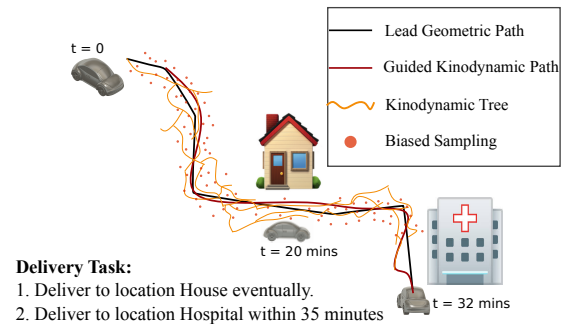 t = 0
Lead Geometric Path
Guided Kinodynamic Path
Kinodynamic Tree
Biased Sampling
t = 20 mins
t = 32 mins
Delivery Task:
1. Deliver to location House eventually.
2. Deliver to location Hospital within 35 minutes